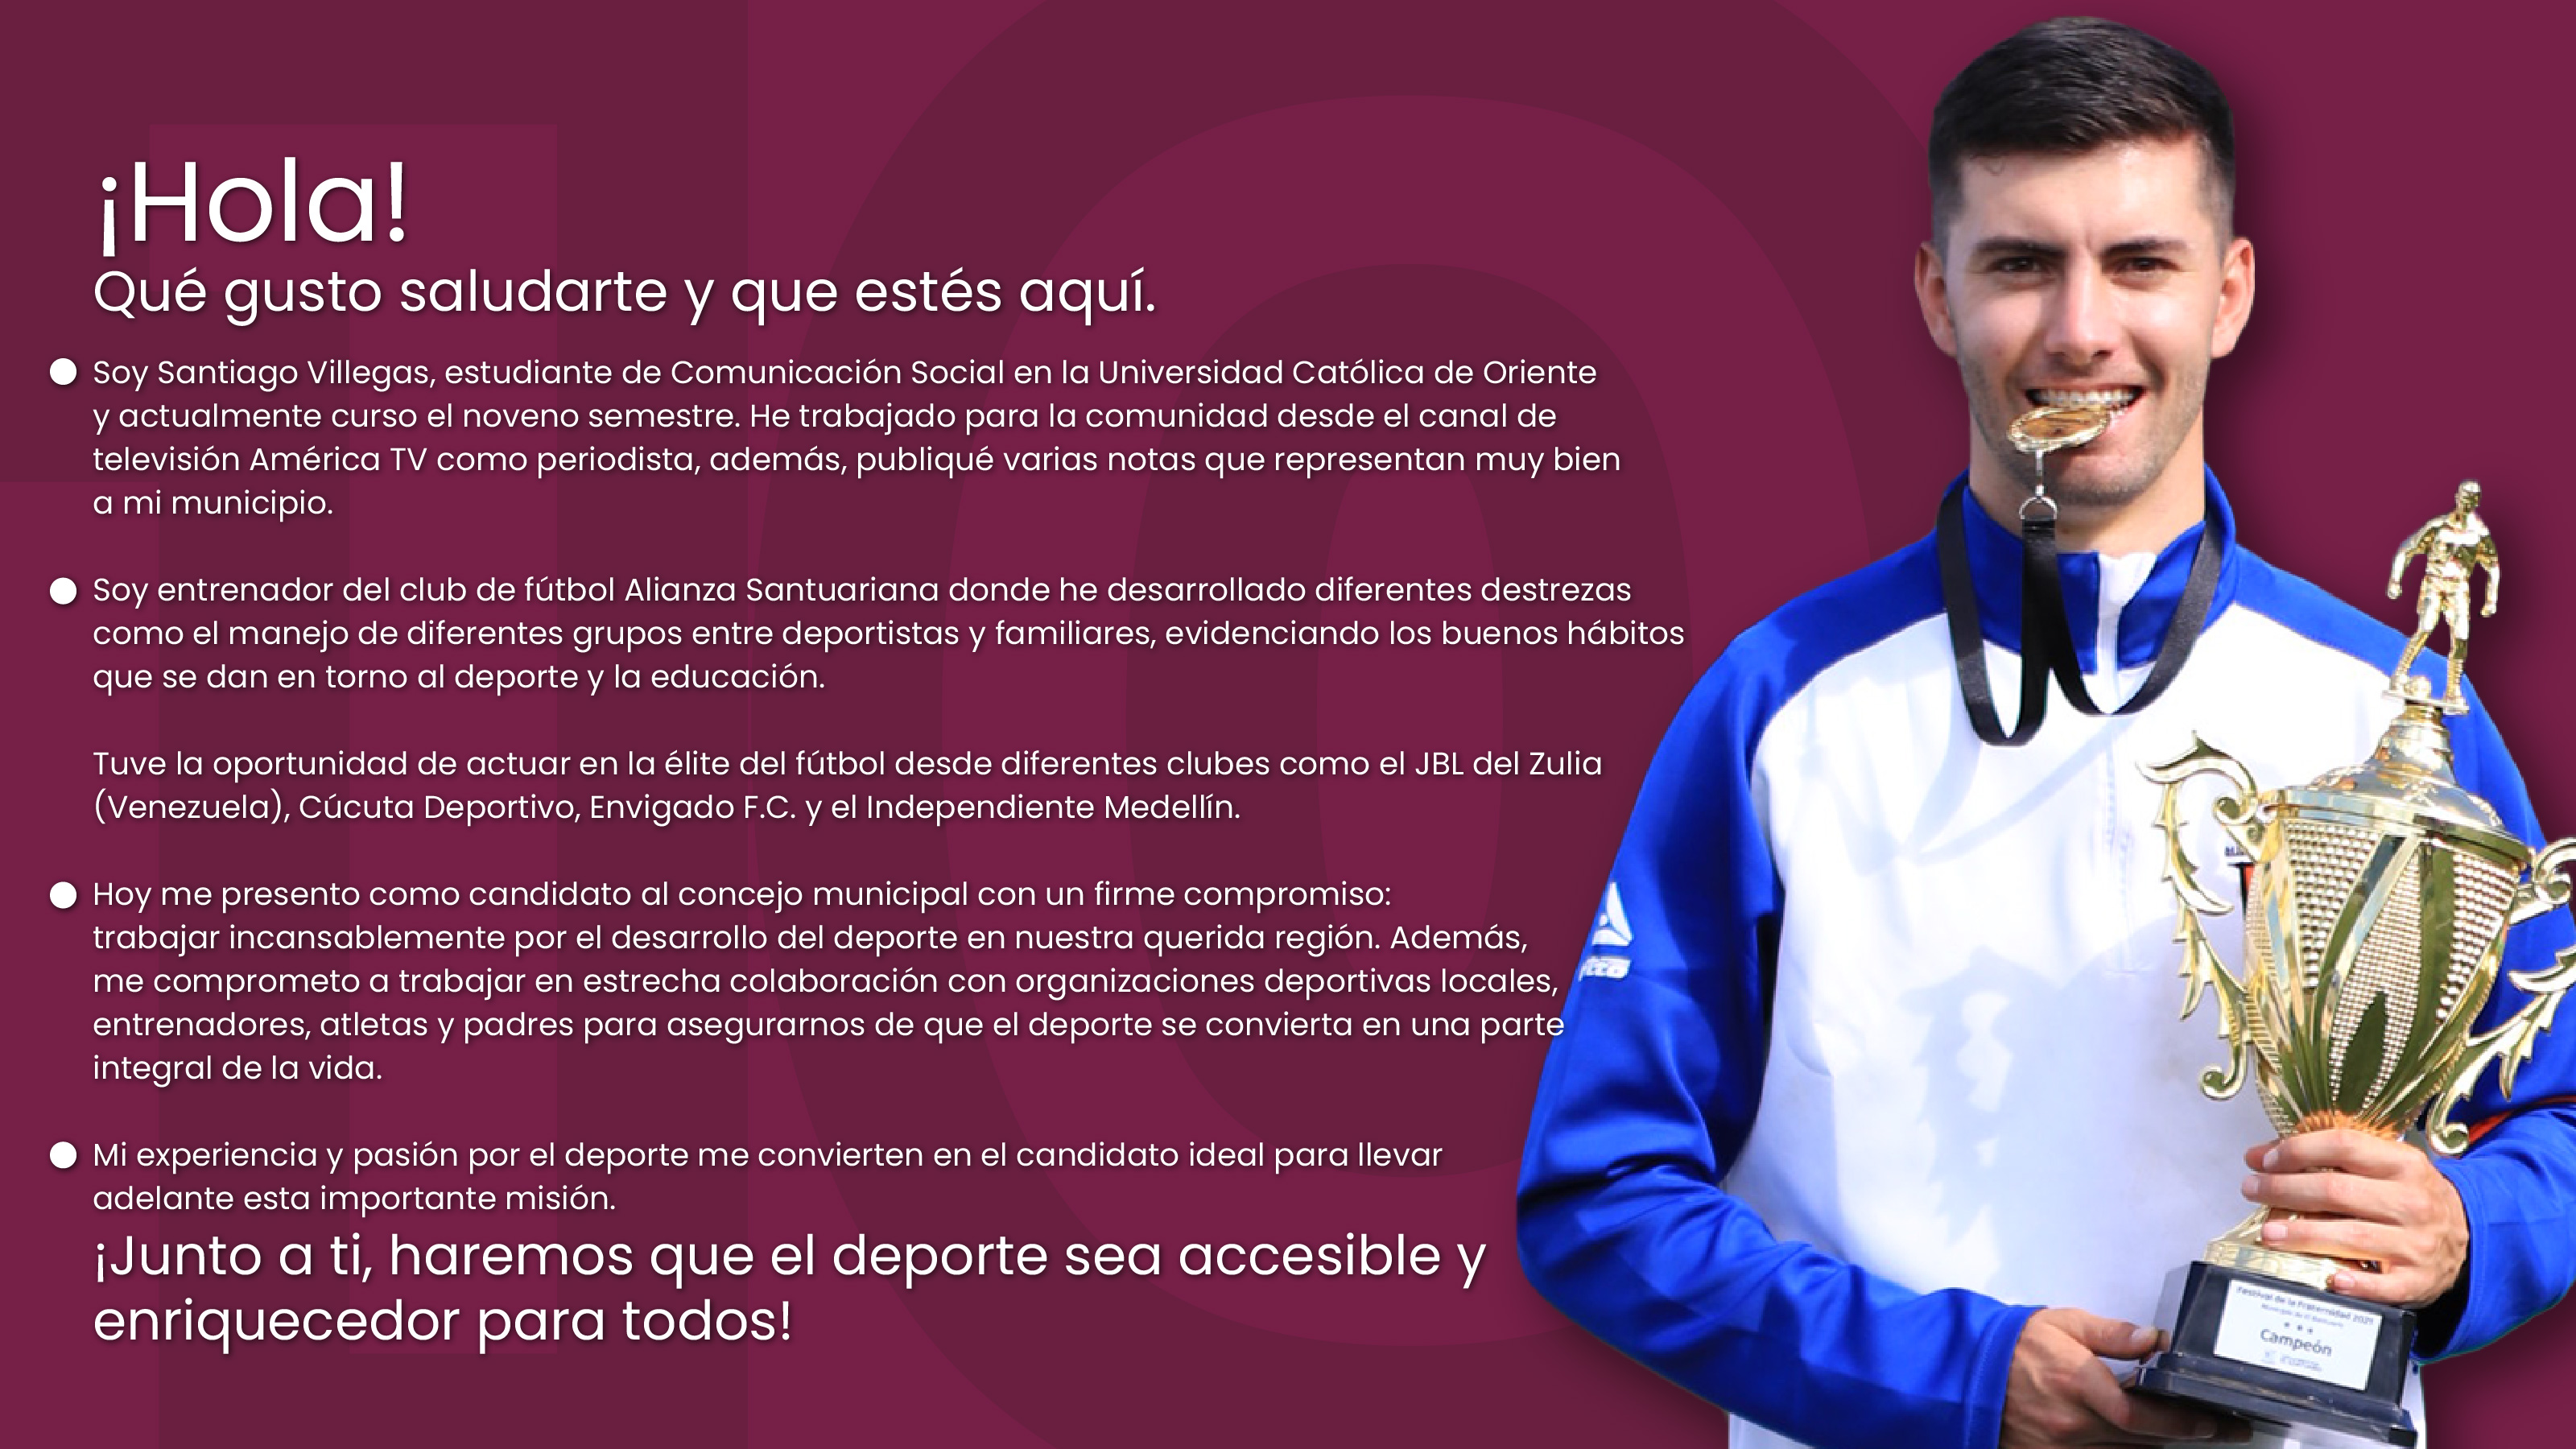 ¡Hola!
Qué gusto saludarte y que estés aquí.
Soy Santiago Villegas, estudiante de Comunicación Social en la Universidad Católica de Oriente
y actualmente curso el noveno semestre. He trabajado para la comunidad desde el canal de
televisión América TV como periodista, además, publiqué varias notas que representan muy bien
a mi municipio.
Soy entrenador del club de fútbol Alianza Santuariana donde he desarrollado diferentes destrezas
como el manejo de diferentes grupos entre deportistas y familiares, evidenciando los buenos hábitos
que se dan en torno al deporte y la educación.
Tuve la oportunidad de actuar en la élite del fútbol desde diferentes clubes como el JBL del Zulia
(Venezuela), Cúcuta Deportivo, Envigado F.C. y el Independiente Medellín.
Hoy me presento como candidato al concejo municipal con un firme compromiso:
trabajar incansablemente por el desarrollo del deporte en nuestra querida región. Además,
me comprometo a trabajar en estrecha colaboración con organizaciones deportivas locales,
entrenadores, atletas y padres para asegurarnos de que el deporte se convierta en una parte
integral de la vida.
Mi experiencia y pasión por el deporte me convierten en el candidato ideal para llevar
adelante esta importante misión.
¡Junto a ti, haremos que el deporte sea accesible y
enriquecedor para todos!
10
Festival de la Fraternidad 2021
Campeón